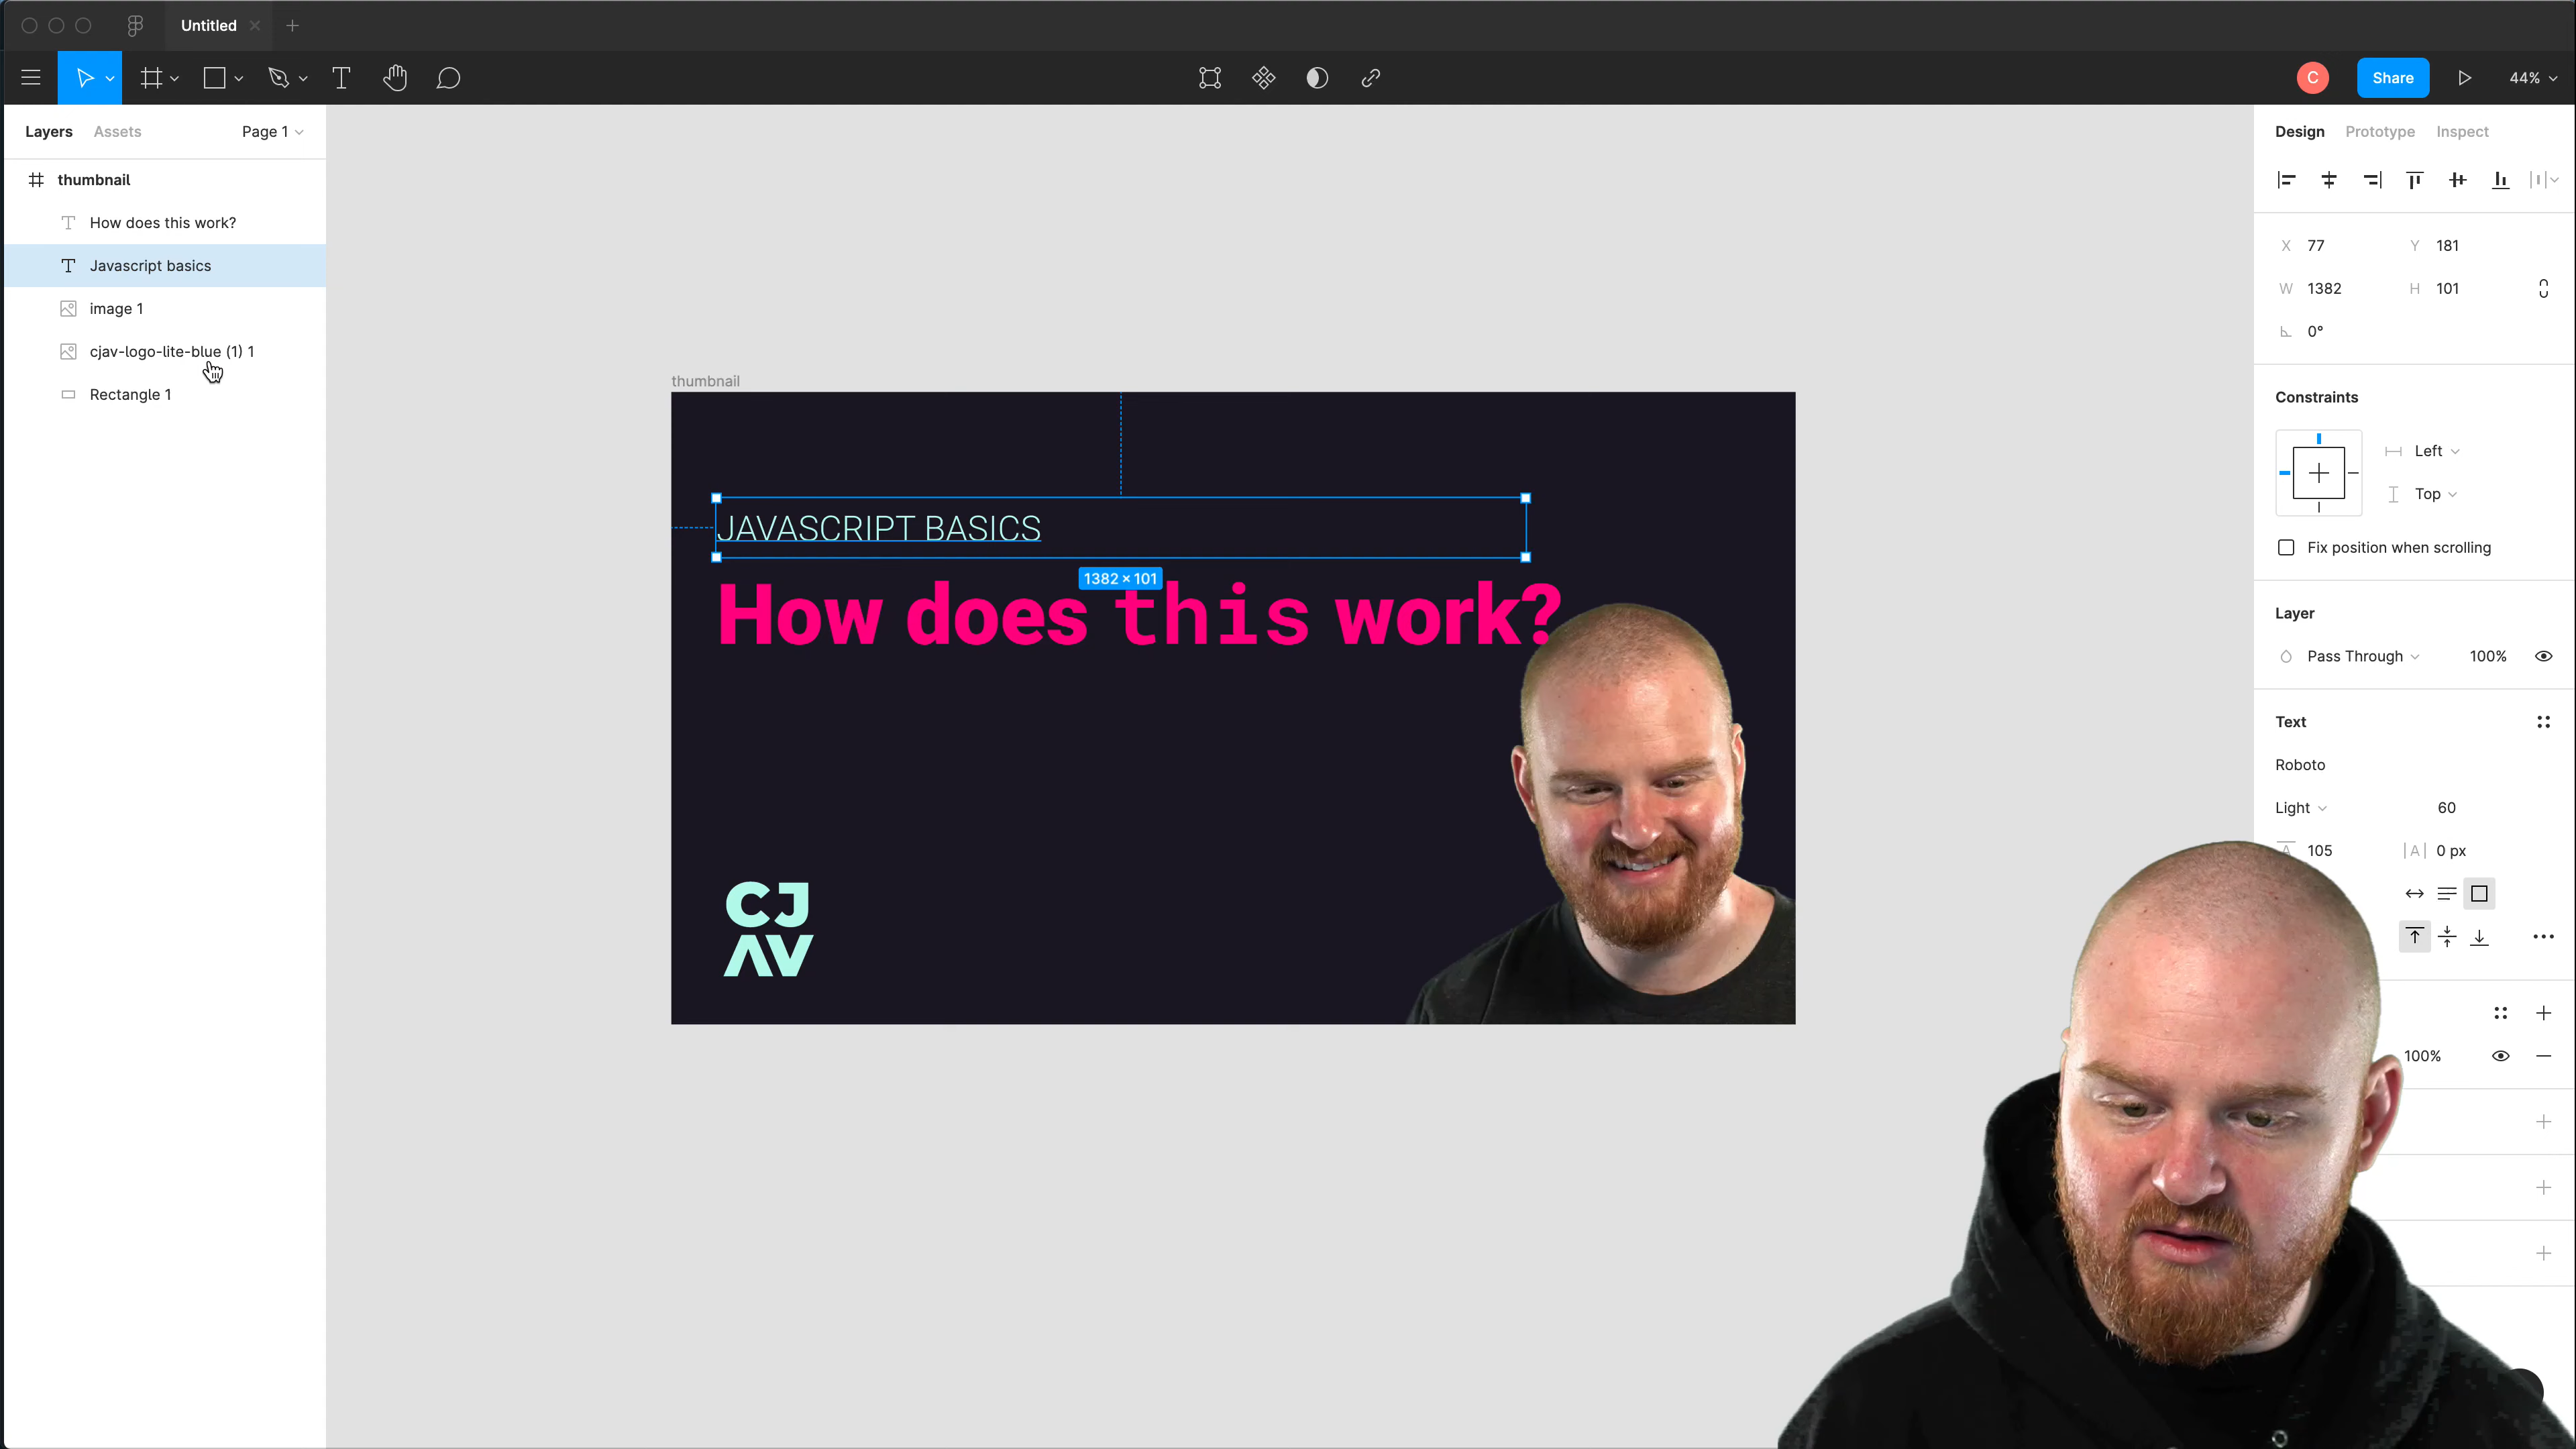 Untitled
C
Share
44%
Layers
Assets
Page 1
thumbnail
How does this work?
Javascript basics
image 1
cjav-logo-lite-blue (1) 1
Rectangle 1
thumbnail
JAVASCRIPT BASICS
1382 × 101
How does this work?
CJ
AV
Design
Prototype
Inspect
X 77
Y 181
W 1382
H 101
0°
Constraints
Left
Top
Fix position when scrolling
Layer
Pass Through
100%
Text
Roboto
Light
60
A 105
|A| 0 px
100%